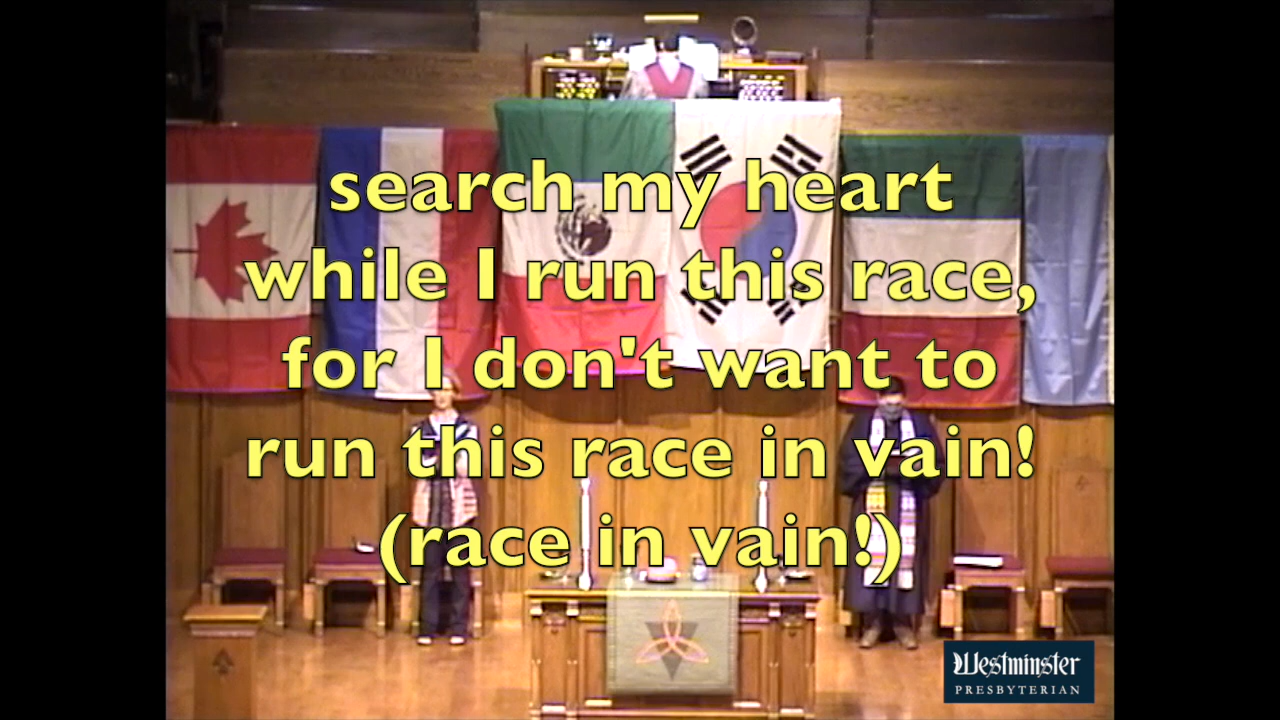 search my heart
while I run this race,
for I don't want to
run this race in vain!
(race in vain!)
Westminster
PRESBYTERIAN